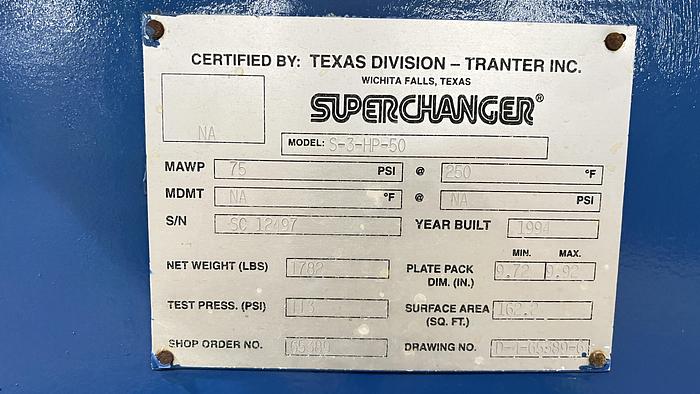 CERTIFIED BY: TEXAS DIVISION – TRANTER INC.
WICHITA FALLS, TEXAS
SUPERCHANGER®
NA
MODEL: S-3-HP-50
MAWP 75 PSI @ 250 °F
MDMT NA °F @ NA PSI
S/N SC 12497 YEAR BUILT 1994
MIN. MAX.
NET WEIGHT (LBS) 1782 PLATE PACK DIM. (IN.) 9.72 9.92
TEST PRESS. (PSI) 113 SURFACE AREA (SQ. FT.)
SHOP ORDER NO. DRAWING NO.